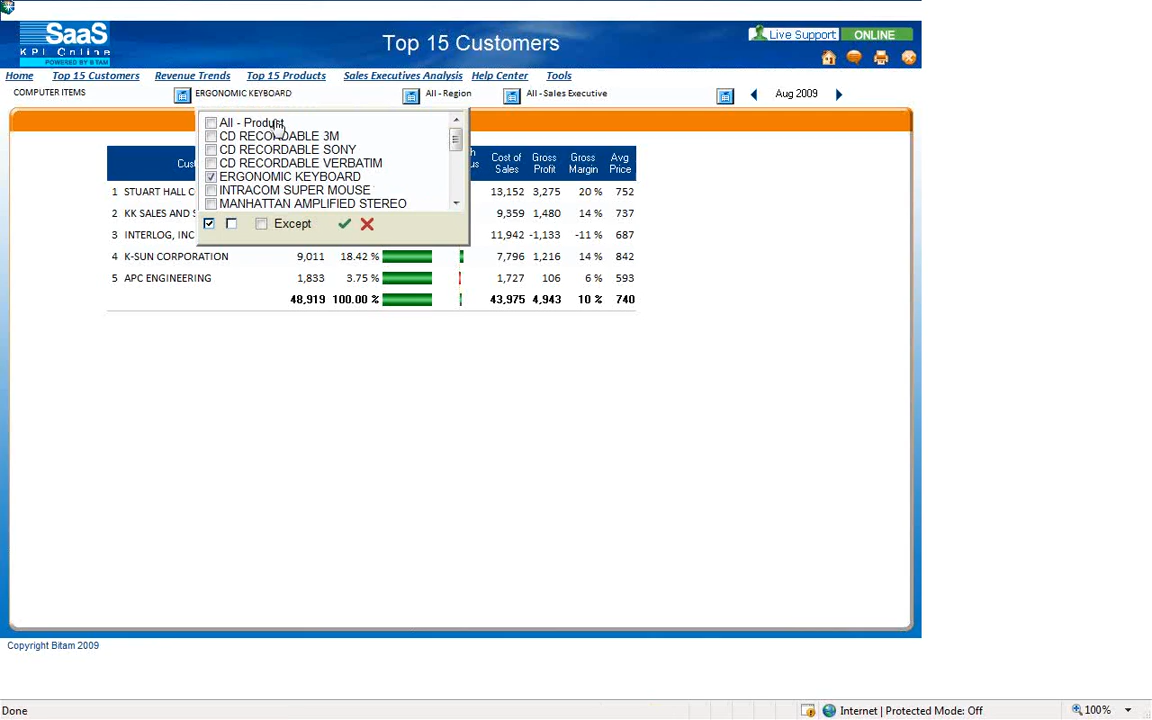 SaaS
KPI Online
POWERED BY BITAM
Top 15 Customers
Live Support ONLINE
Home Top 15 Customers Revenue Trends Top 15 Products Sales Executives Analysis Help Center Tools
COMPUTER ITEMS ERGONOMIC KEYBOARD All - Region All - Sales Executive Aug 2009
All - Product
CD RECORDABLE 3M
CD RECORDABLE SONY
CD RECORDABLE VERBATIM
ERGONOMIC KEYBOARD
INTRACOM SUPER MOUSE
MANHATTAN AMPLIFIED STEREO
Except
Cost of Gross Gross Avg
Sales Profit Margin Price
1 STUART HALL C 13,152 3,275 20 % 752
2 KK SALES AND 9,359 1,480 14 % 737
3 INTERLOG, INC 11,942 -1,133 -11 % 687
4 K-SUN CORPORATION 9,011 18.42 % 7,796 1,216 14 % 842
5 APC ENGINEERING 1,833 3.75 % 1,727 106 6 % 593
48,919 100.00 % 43,975 4,943 10 % 740
Copyright Bitam 2009
Done Internet | Protected Mode: Off 100%